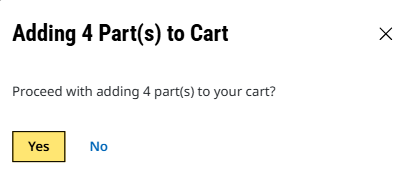 Adding 4 Part(s) to Cart
Proceed with adding 4 part(s) to your cart?
Yes
No